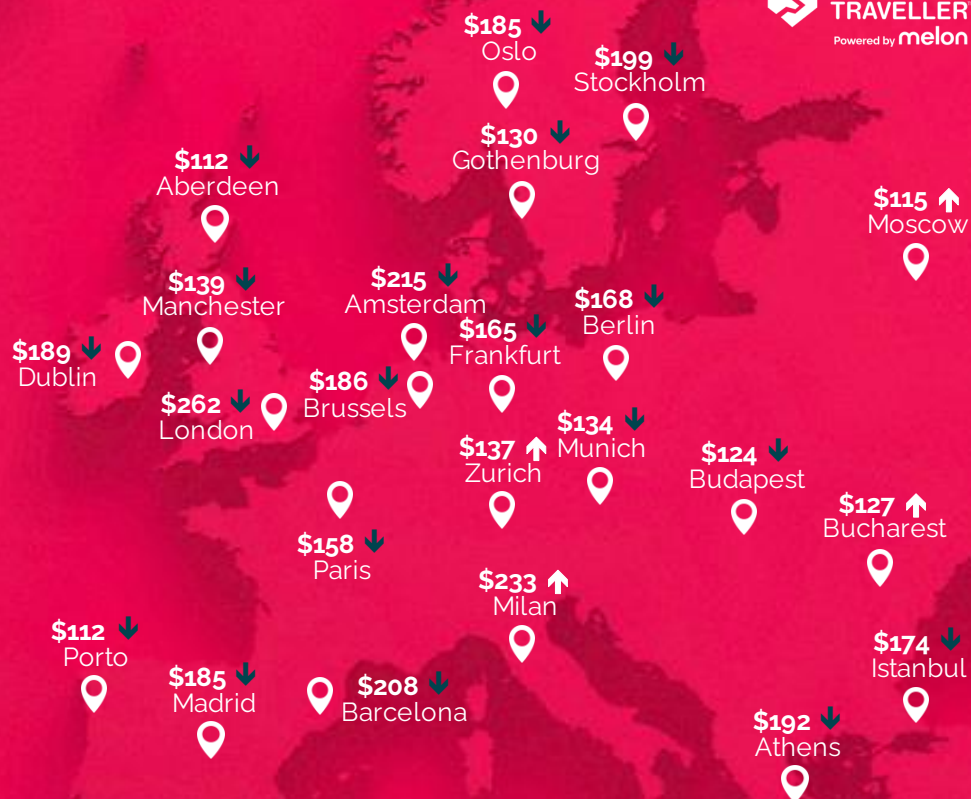 TRAVELLER
Powered by melon
$185
Oslo
$199
Stockholm
$130
Gothenburg
$112
Aberdeen
$115
Moscow
$139
Manchester
$215
Amsterdam
$168
Berlin
$165
Frankfurt
$189
Dublin
$186
Brussels
$262
London
$134
Munich
$137
Zurich
$124
Budapest
$127
Bucharest
$158
Paris
$233
Milan
$112
Porto
$174
Istanbul
$185
Madrid
$208
Barcelona
$192
Athens